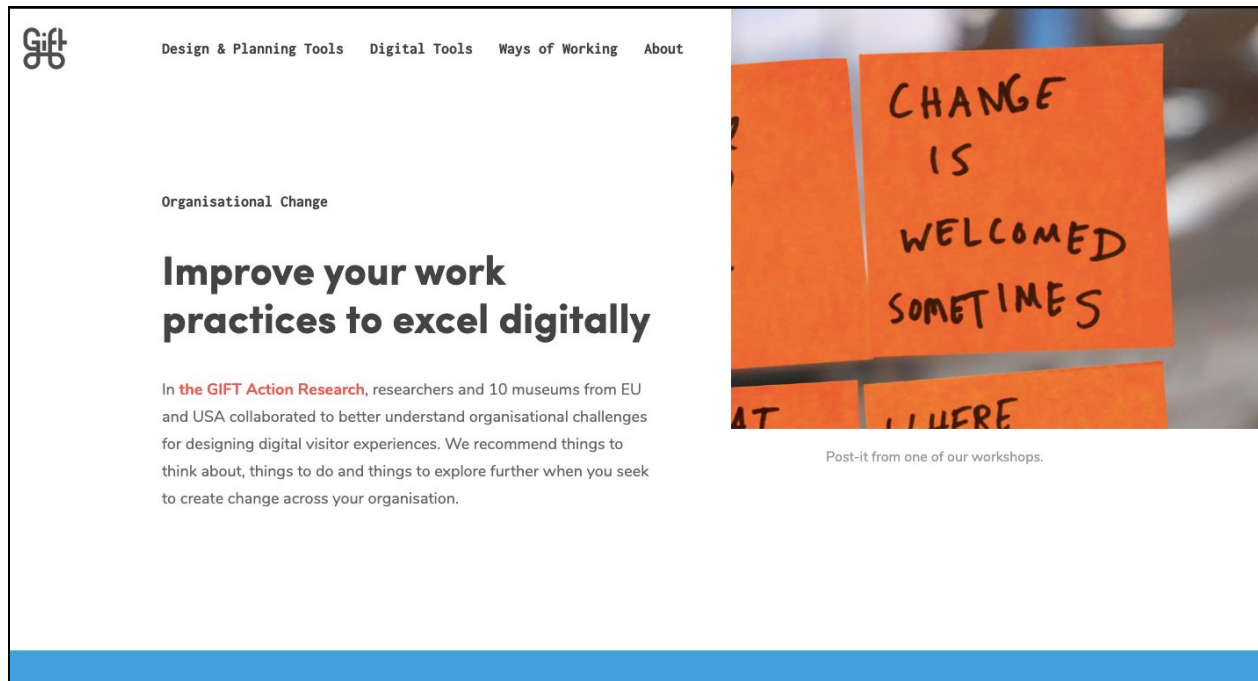 Gift
Design & Planning Tools Digital Tools Ways of Working About
Organisational Change
Improve your work
practices to excel digitally
In the GIFT Action Research, researchers and 10 museums from EU
and USA collaborated to better understand organisational challenges
for designing digital visitor experiences. We recommend things to
think about, things to do and things to explore further when you seek
to create change across your organisation.
CHANGE
IS
WELCOMED
SOMETIMES
WHERE
Post-it from one of our workshops.